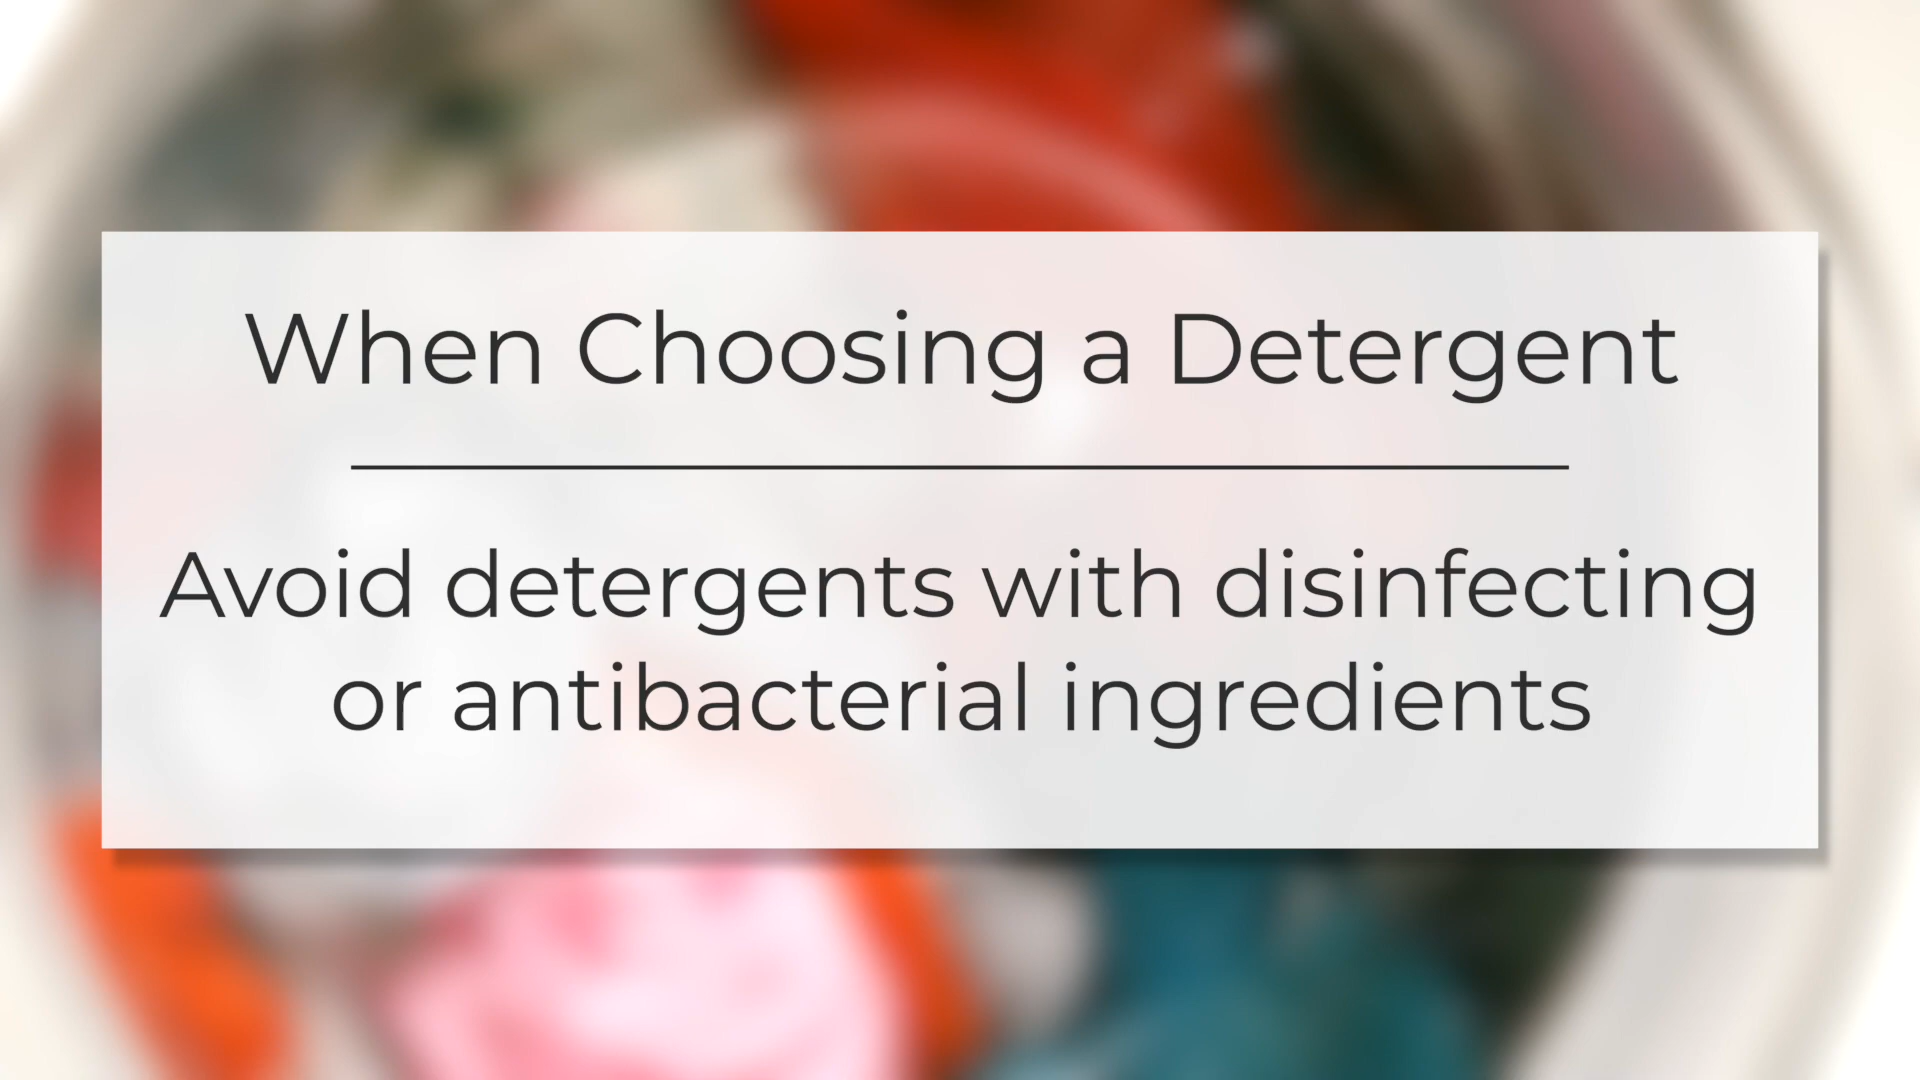 When Choosing a Detergent
Avoid detergents with disinfecting
or antibacterial ingredients